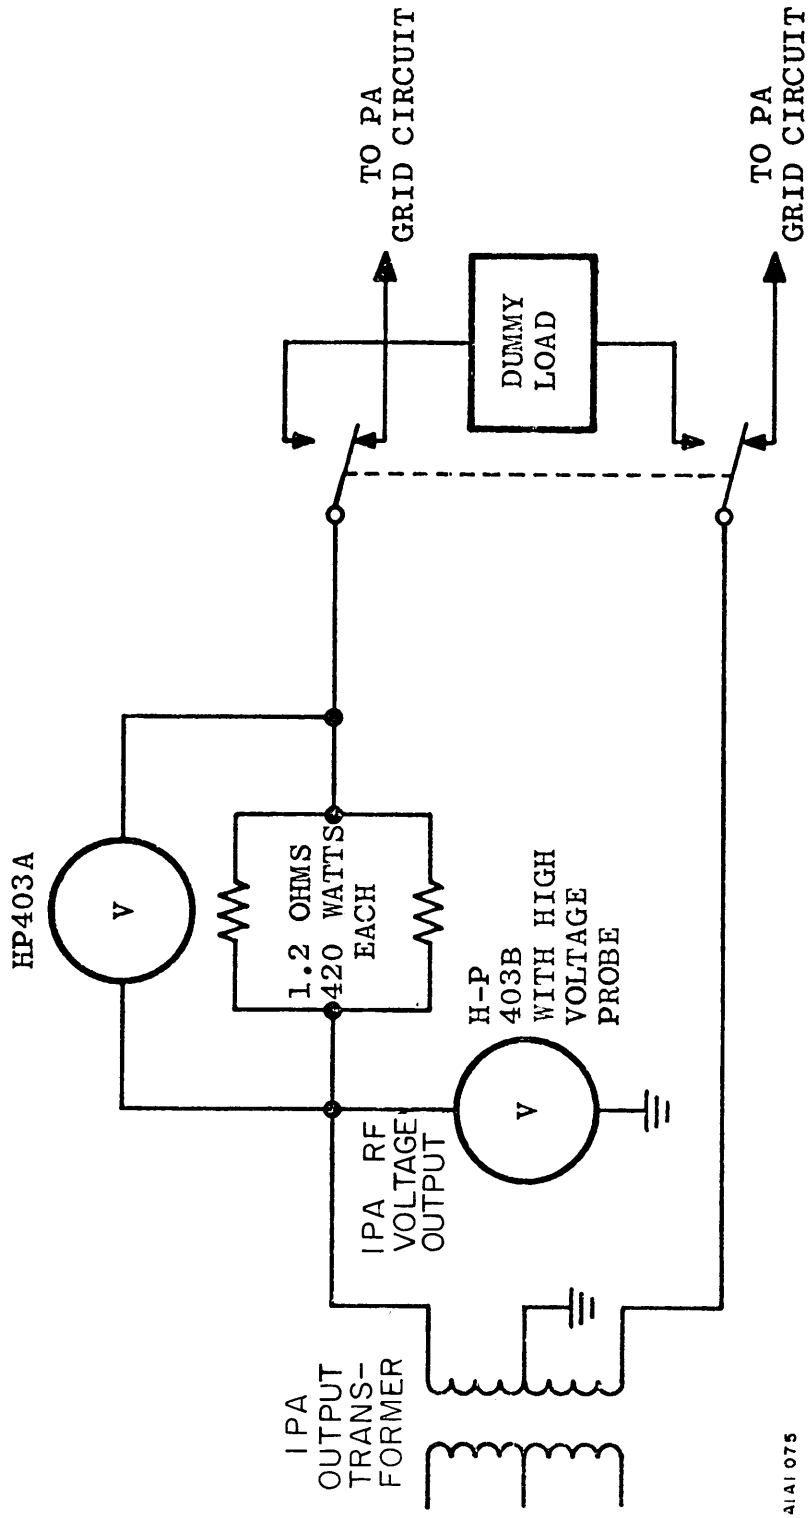 IPA
OUTPUT
TRANS-
FORMER
IPA RF
VOLTAGE
OUTPUT
HP403A
V
1.2 OHMS
420 WATTS
EACH
V
H-P
403B
WITH HIGH
VOLTAGE
PROBE
DUMMY
LOAD
TO PA
GRID CIRCUIT
TO PA
GRID CIRCUIT
A1A1075